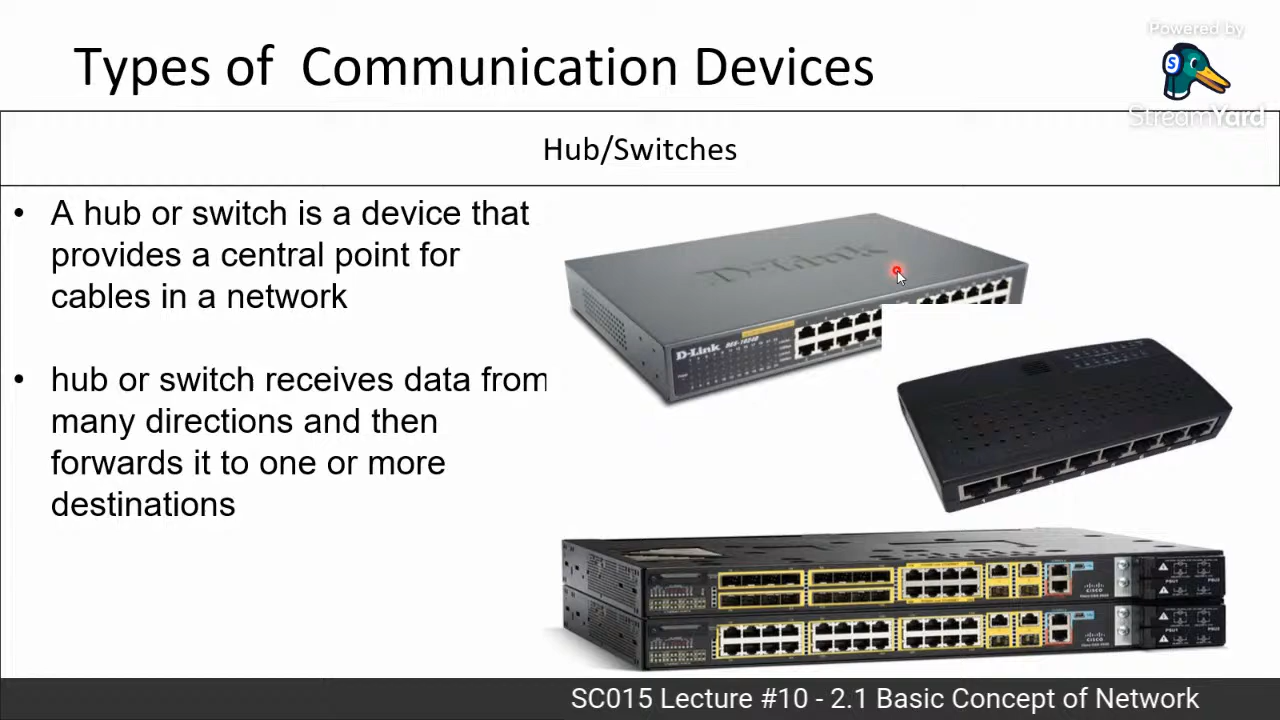 Powered by
StreamYard
Types of  Communication Devices
Hub/Switches
• A hub or switch is a device that
provides a central point for
cables in a network
• hub or switch receives data from
many directions and then
forwards it to one or more
destinations
D-Link
D-Link
CISCO
CISCO
SC015 Lecture #10 - 2.1 Basic Concept of Network